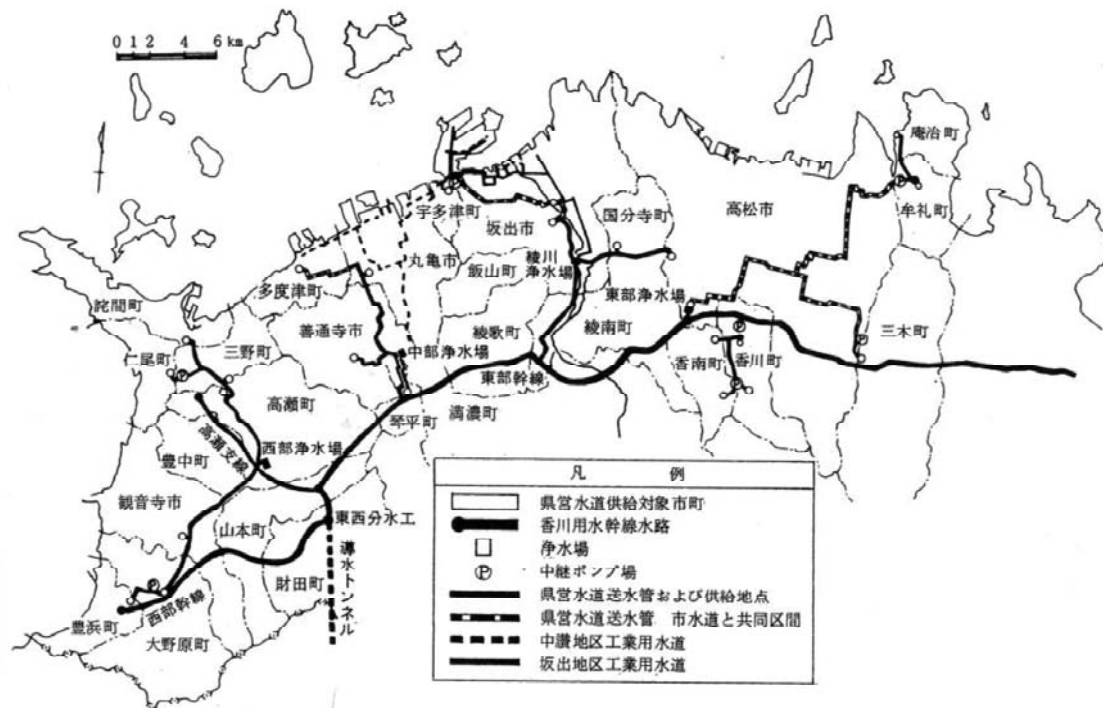 0 1 2 4 6 km
庵治町
牟礼町
高松市
国分寺町
宇多津町
坂出市
綾川
浄水場
丸亀市
飯山町
多度津町
詫間町
善通寺市
綾歌町
綾南町
東部浄水場
三木町
仁尾町
三野町
中部浄水場
東部幹線
香南町
香川町
高瀬町
琴平町
満濃町
高瀬支線
西部浄水場
豊中町
観音寺市
山本町
東西分水工
導水トンネル
財田町
西部幹線
豊浜町
大野原町
凡 例
県営水道供給対象市町
香川用水幹線水路
浄水場
Ⓟ 中継ポンプ場
県営水道送水管および供給地点
県営水道送水管 市水道と共同区間
中讃地区工業用水道
坂出地区工業用水道